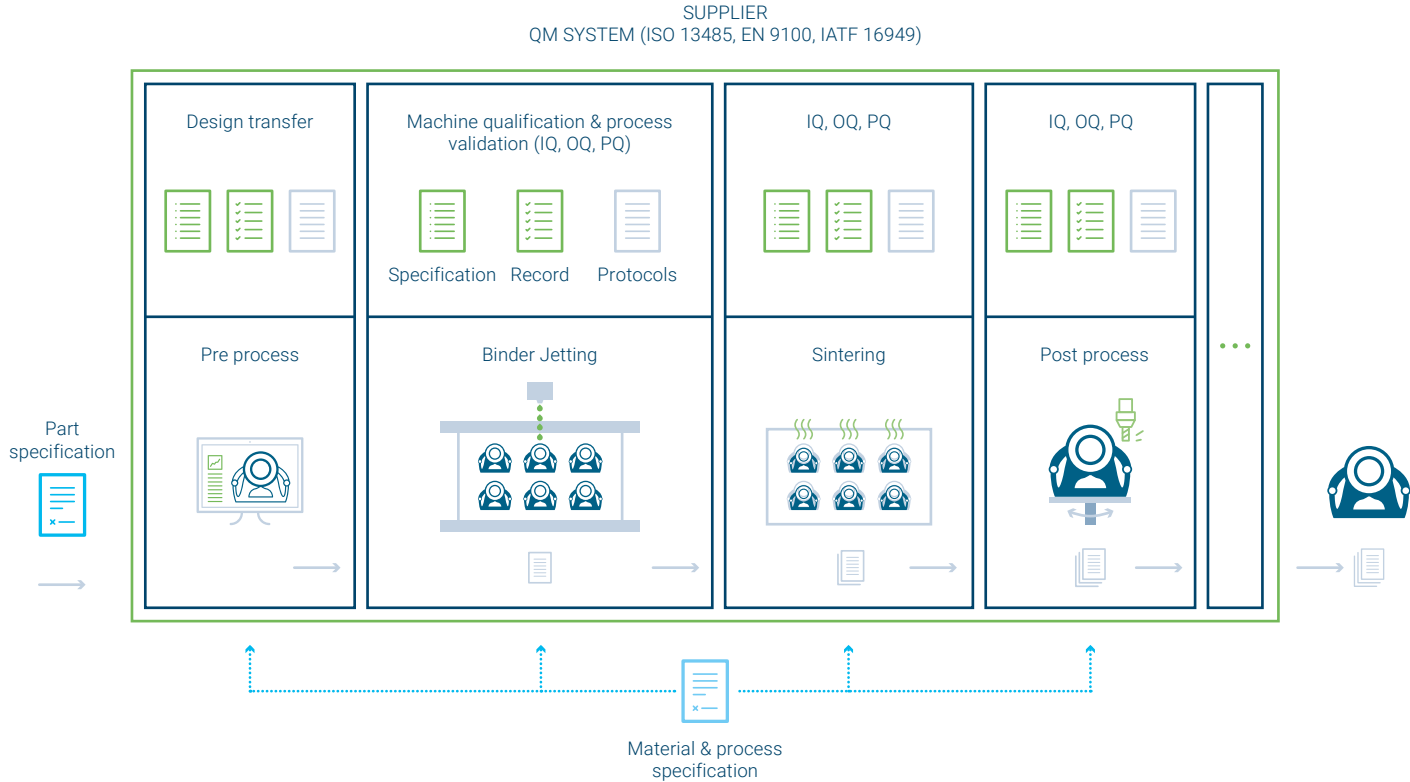 SUPPLIER
QM SYSTEM (ISO 13485, EN 9100, IATF 16949)
Design transfer
Machine qualification & process
validation (IQ, OQ, PQ)
IQ, OQ, PQ
IQ, OQ, PQ
Specification
Record
Protocols
Pre process
Binder Jetting
Sintering
Post process
...
Part
specification
Material & process
specification